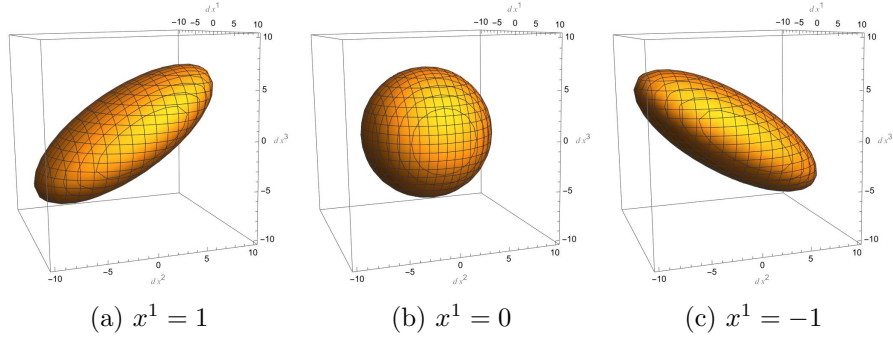 dx¹ dx¹ dx¹
−10 −5 0 5 10 −10 −5 0 5 10 −10 −5 0 5 10
10 10 10
5 5 5
0 dx³ 0 dx³ 0 dx³
−5 −5 −5
−10 −10 −10
−10 −5 0 5 10 −10 −5 0 5 10 −10 −5 0 5 10
dx² dx² dx²
(a) x¹ = 1 (b) x¹ = 0 (c) x¹ = −1